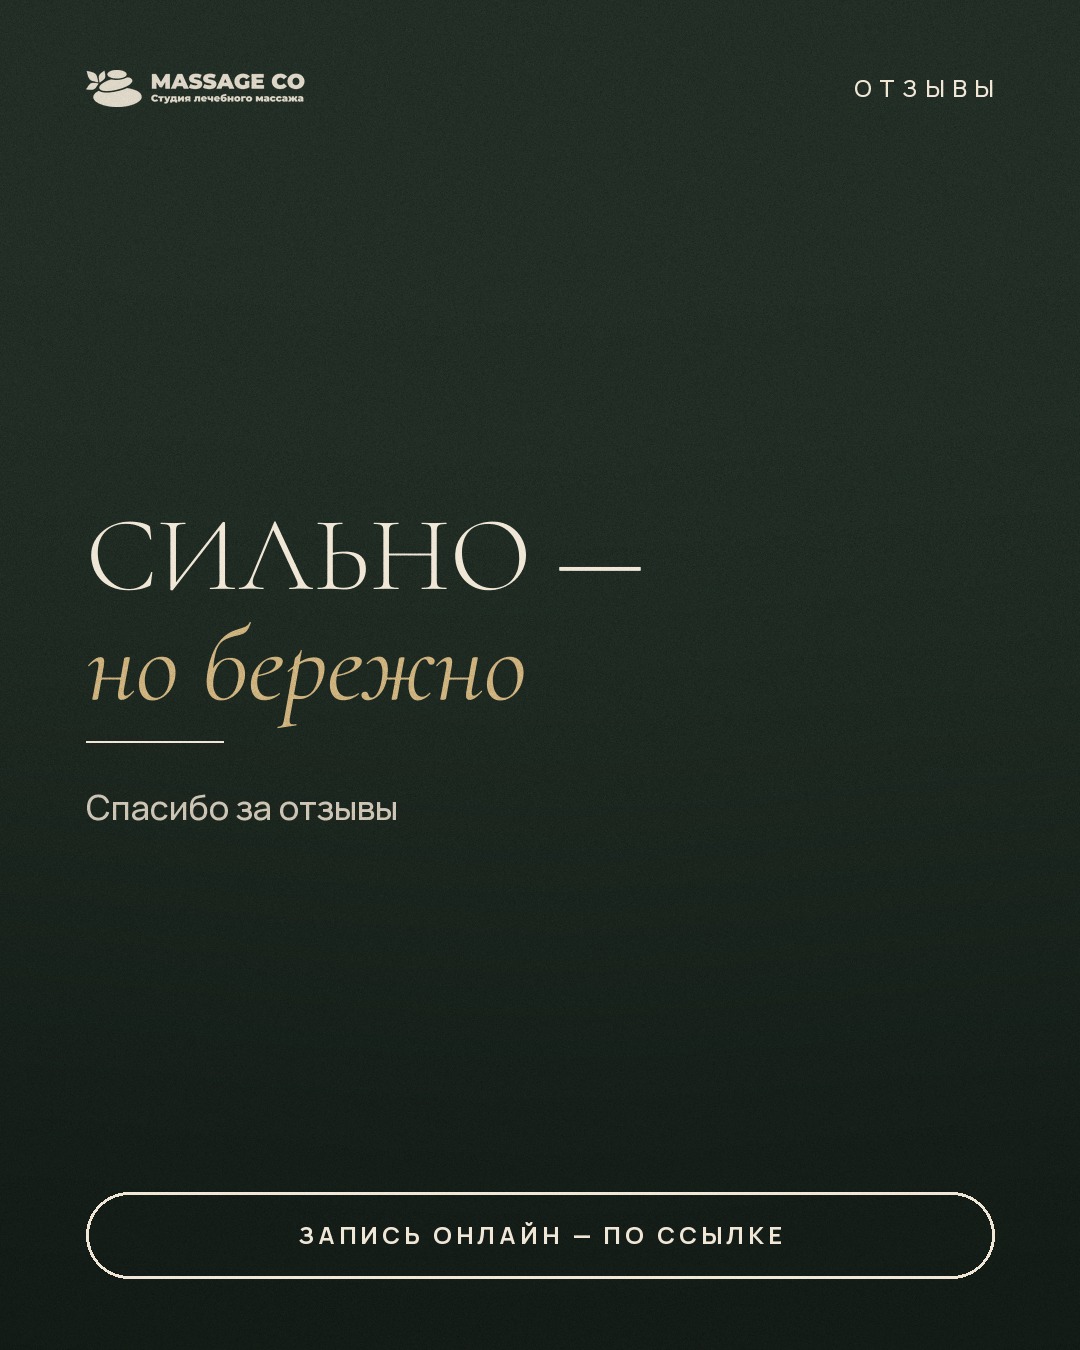 MASSAGE CO
Студия лечебного массажа
ОТЗЫВЫ
СИЛЬНО —
но бережно
Спасибо за отзывы
ЗАПИСЬ ОНЛАЙН — ПО ССЫЛКЕ